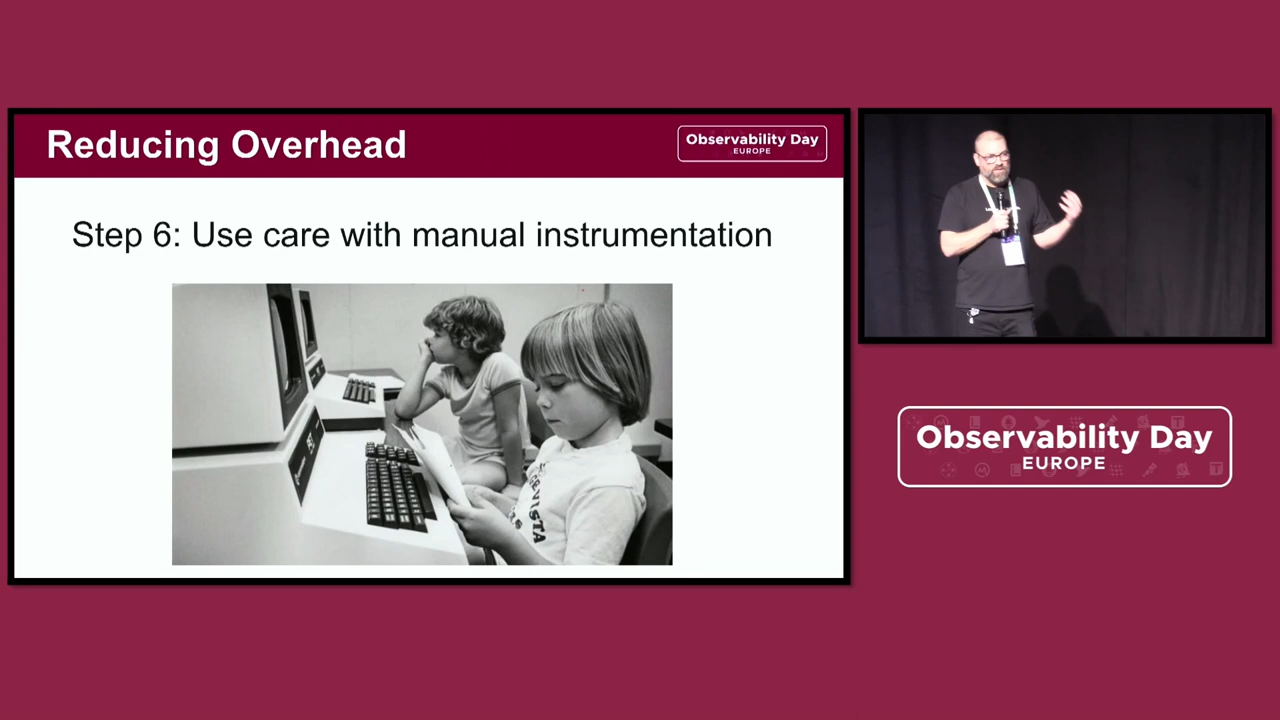 Reducing Overhead
Observability Day
EUROPE
Step 6: Use care with manual instrumentation
Observability Day
EUROPE